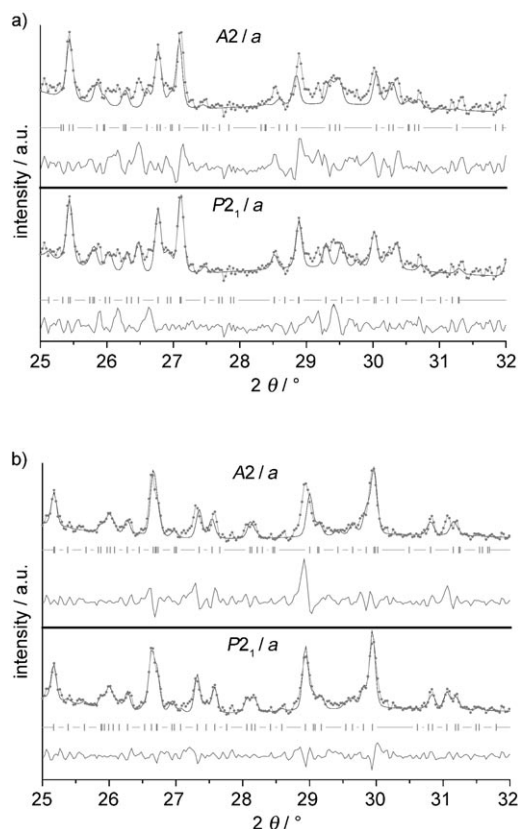 a)
A2 / a
P2₁ / a
intensity / a.u.
25 26 27 28 29 30 31 32
2 θ / °
b)
A2 / a
P2₁ / a
intensity / a.u.
25 26 27 28 29 30 31 32
2 θ / °